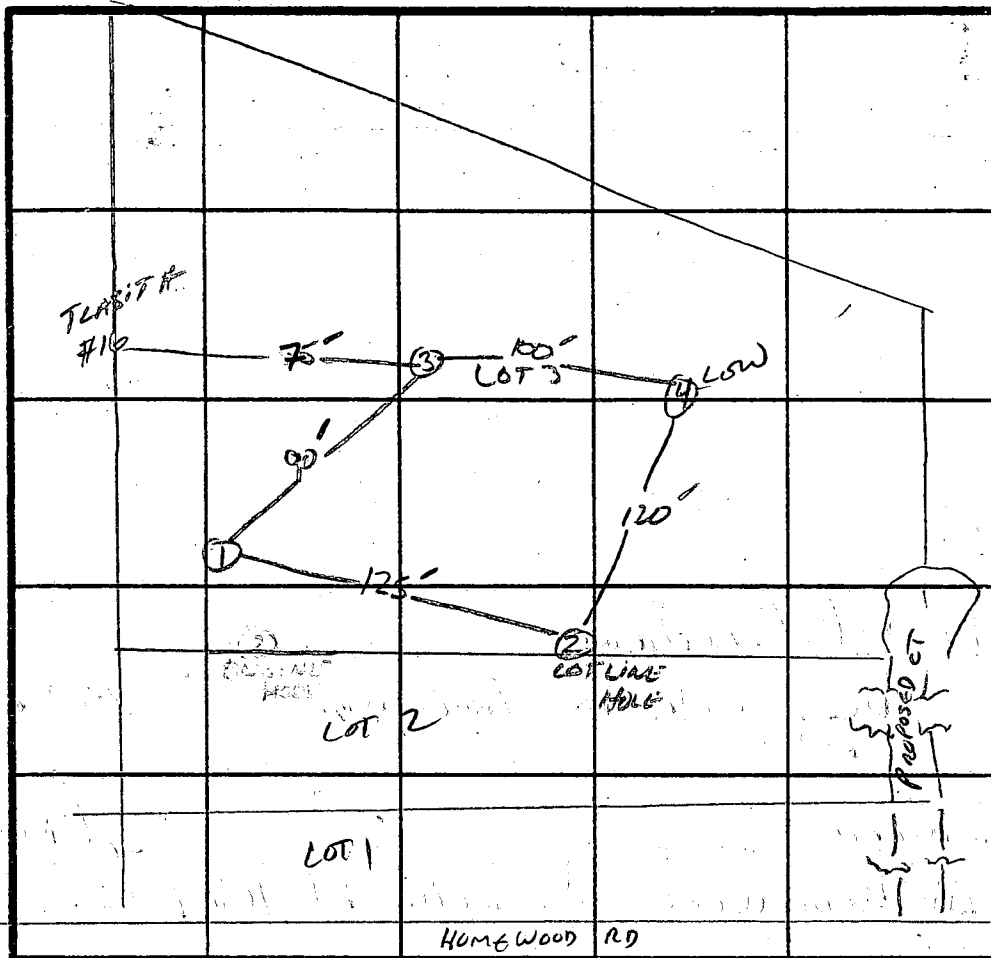 #16
75'
3
100'
LOT 3
4 LOW
1
120'
125'
2
LOT LINE
HOLE
LOT 2
PROPOSED CT
LOT 1
HOMEWOOD RD